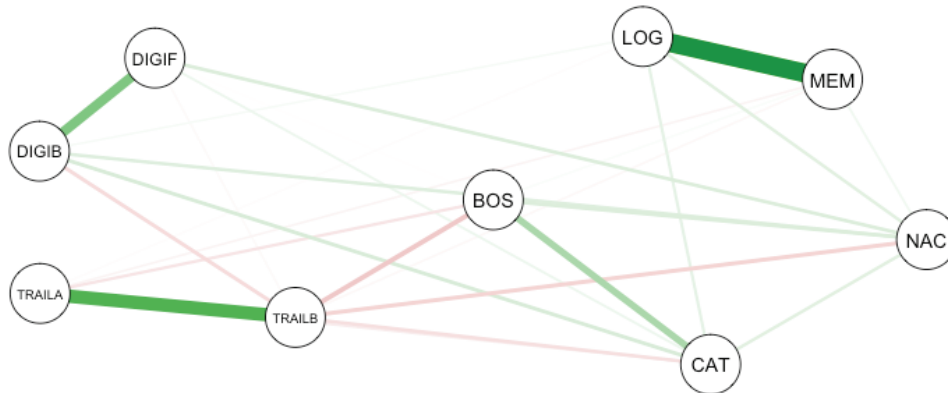 LOG
DIGIF
MEM
DIGIB
BOS
NAC
TRAILA
TRAILB
CAT